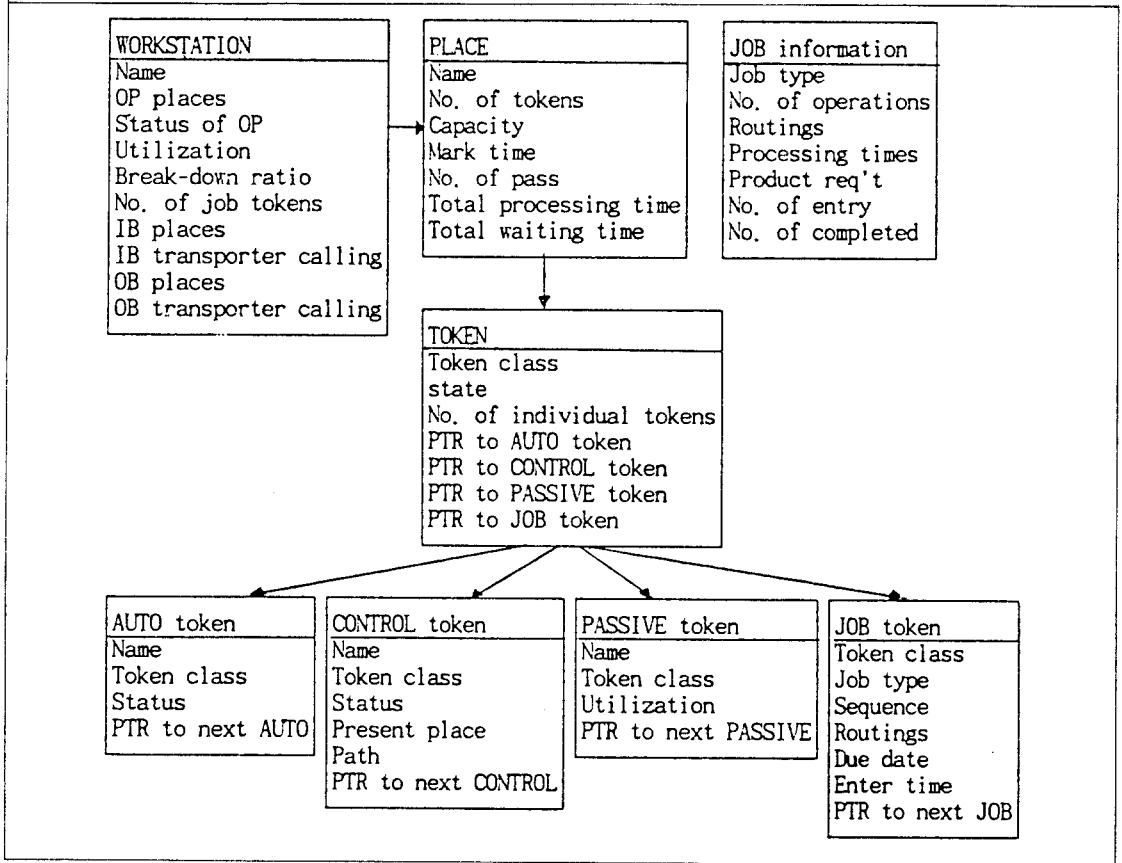 WORKSTATION
Name
OP places
Status of OP
Utilization
Break-down ratio
No. of job tokens
IB places
IB transporter calling
OB places
OB transporter calling
PLACE
Name
No. of tokens
Capacity
Mark time
No. of pass
Total processing time
Total waiting time
JOB information
Job type
No. of operations
Routings
Processing times
Product req't
No. of entry
No. of completed
TOKEN
Token class
state
No. of individual tokens
PTR to AUTO token
PTR to CONTROL token
PTR to PASSIVE token
PTR to JOB token
AUTO token
Name
Token class
Status
PTR to next AUTO
CONTROL token
Name
Token class
Status
Present place
Path
PTR to next CONTROL
PASSIVE token
Name
Token class
Utilization
PTR to next PASSIVE
JOB token
Token class
Job type
Sequence
Routings
Due date
Enter time
PTR to next JOB